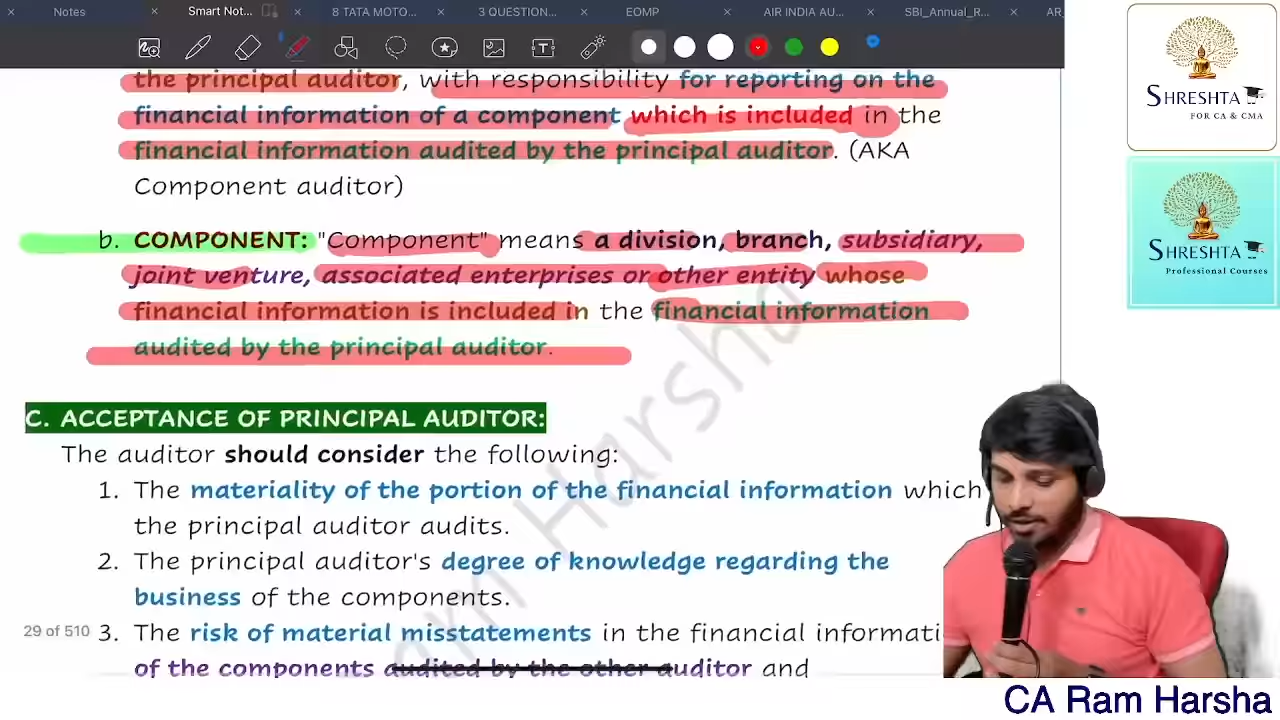 Notes
Smart Not...
8 TATA MOTO...
3 QUESTION...
EOMP
AIR INDIA AU...
SBI_Annual_R...
AR_
the principal auditor, with responsibility for reporting on the
financial information of a component which is included in the
financial information audited by the principal auditor. (AKA
Component auditor)
b. COMPONENT: "Component" means a division, branch, subsidiary,
joint venture, associated enterprises or other entity whose
financial information is included in the financial information
audited by the principal auditor.
C. ACCEPTANCE OF PRINCIPAL AUDITOR:
The auditor should consider the following:
1. The materiality of the portion of the financial information which
the principal auditor audits.
2. The principal auditor's degree of knowledge regarding the
business of the components.
29 of 510
3. The risk of material misstatements in the financial informati
of the components audited by the other auditor and
am Harsha
SHRESHTA
FOR CA & CMA
SHRESHTA
Professional Courses
CA Ram Harsha